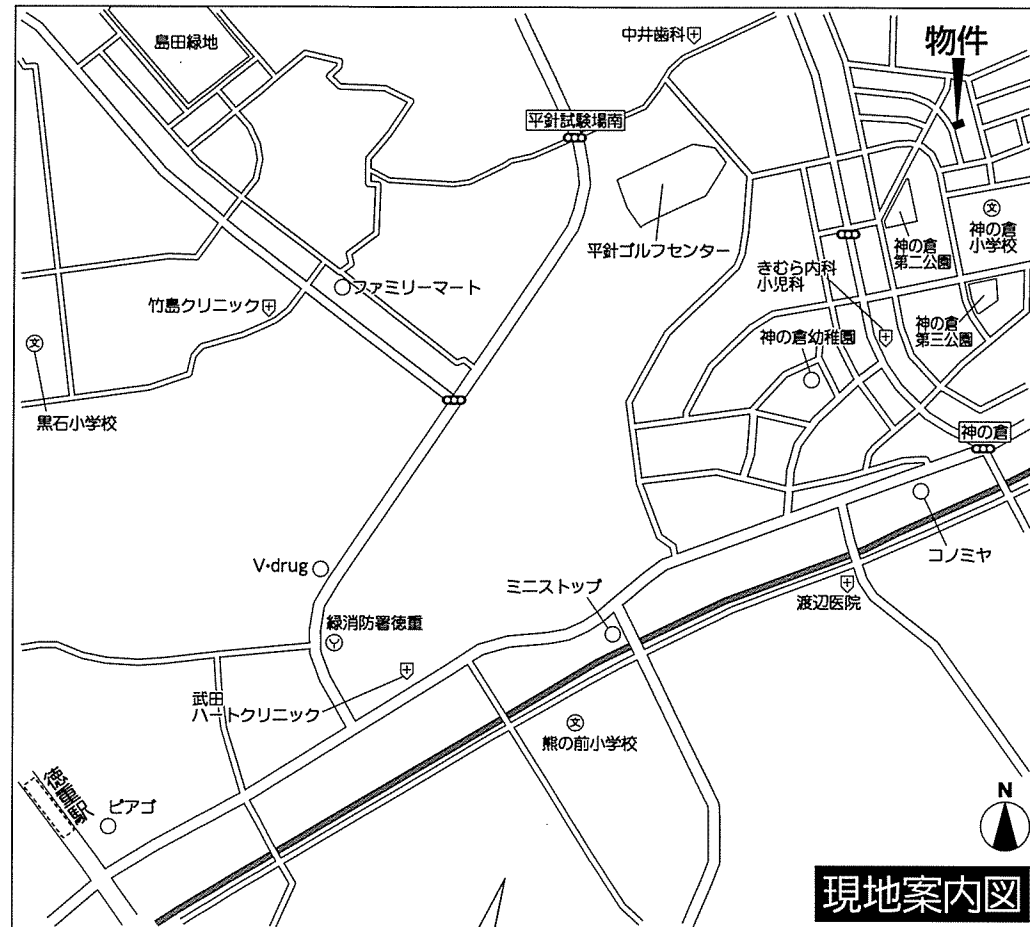 島田緑地
中井歯科
物件
平針試験場南
平針ゴルフセンター
神の倉
第二公園
神の倉
小学校
きむら内科
小児科
竹島クリニック
ファミリーマート
神の倉幼稚園
神の倉
第三公園
黒石小学校
神の倉
コノミヤ
V・drug
ミニストップ
渡辺医院
緑消防署徳重
武田
ハートクリニック
熊の前小学校
徳重駅
ピアゴ
N
現地案内図